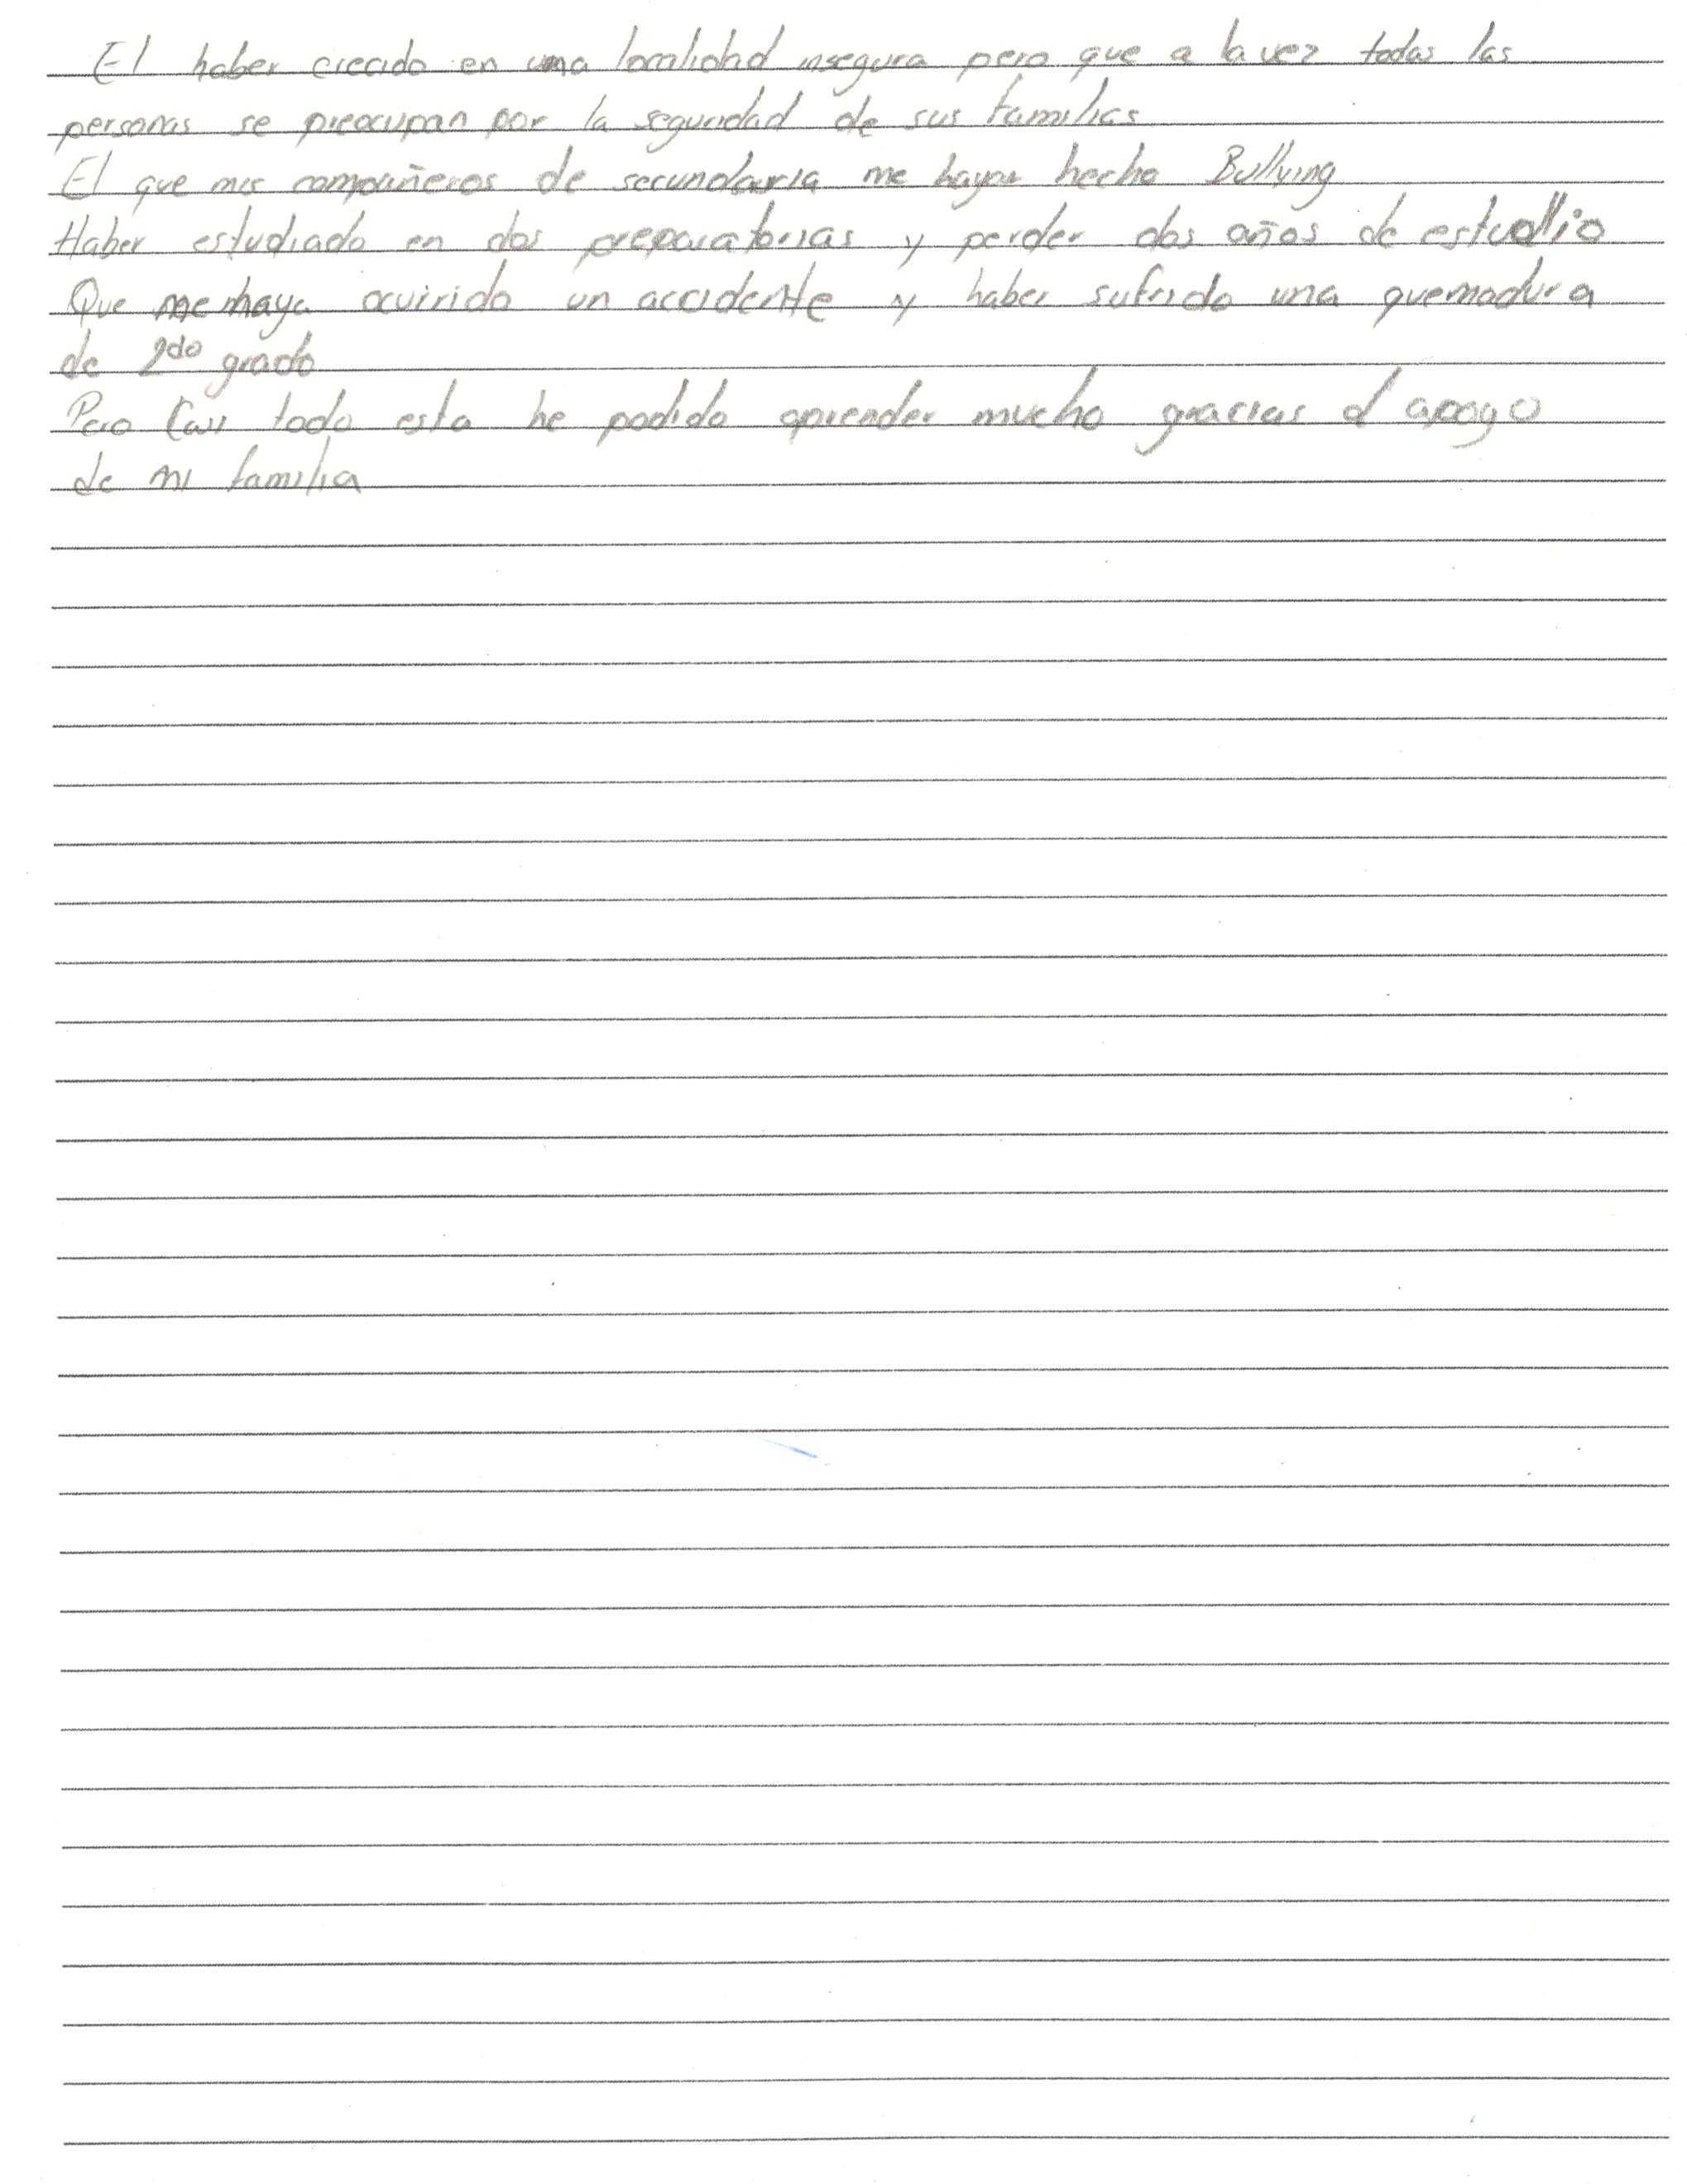 El haber crecido en una localidad insegura pero que a la vez todas las
personas se preocupan por la seguridad de sus familias
El que mis compañeros de secundaria me hayan hecho Bullying
Haber estudiado en dos preparatorias y perder dos años de estudio
Que me haya ocurrido un accidente y haber sufrido una quemadura
de 2do grado
Pero Con todo esto he podido aprender mucho gracias al apoyo
de mi familia